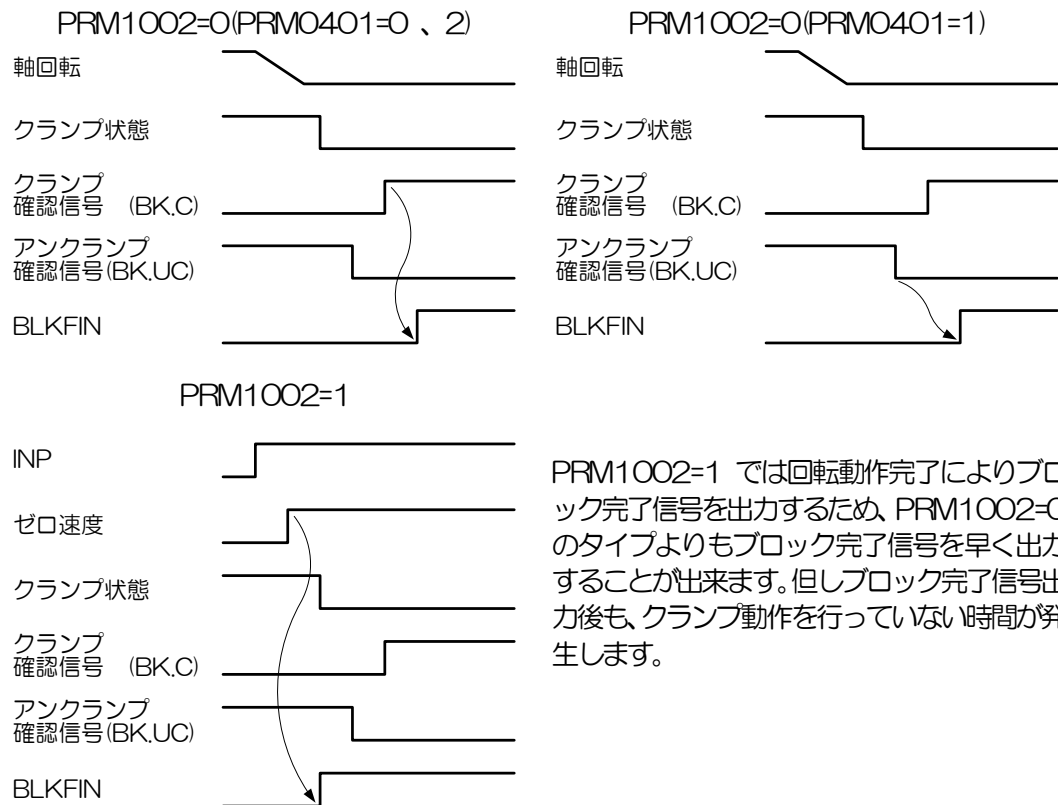 PRM1002=0(PRM0401=0 、2)
軸回転
クランプ状態
クランプ
確認信号 (BK.C)
アンクランプ
確認信号(BK.UC)
BLKFIN
PRM1002=0(PRM0401=1)
軸回転
クランプ状態
クランプ
確認信号 (BK.C)
アンクランプ
確認信号(BK.UC)
BLKFIN
PRM1002=1
INP
ゼロ速度
クランプ状態
クランプ
確認信号 (BK.C)
アンクランプ
確認信号(BK.UC)
BLKFIN
PRM1002=1 では回転動作完了によりブロ
ック完了信号を出力するため、PRM1002=0
のタイプよりもブロック完了信号を早く出力
することが出来ます。但しブロック完了信号出
力後も、クランプ動作を行っていない時間が発
生します。